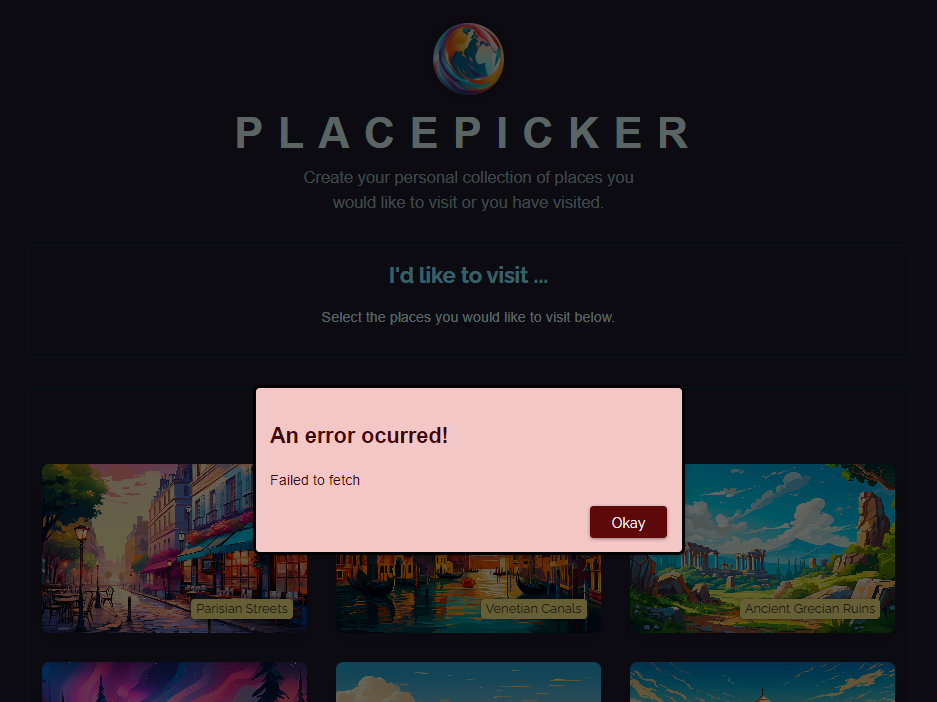 PLACEPICKER
Create your personal collection of places you
would like to visit or you have visited.
I'd like to visit ...
Select the places you would like to visit below.
An error ocurred!
Failed to fetch
Okay
Parisian Streets
Venetian Canals
Ancient Grecian Ruins